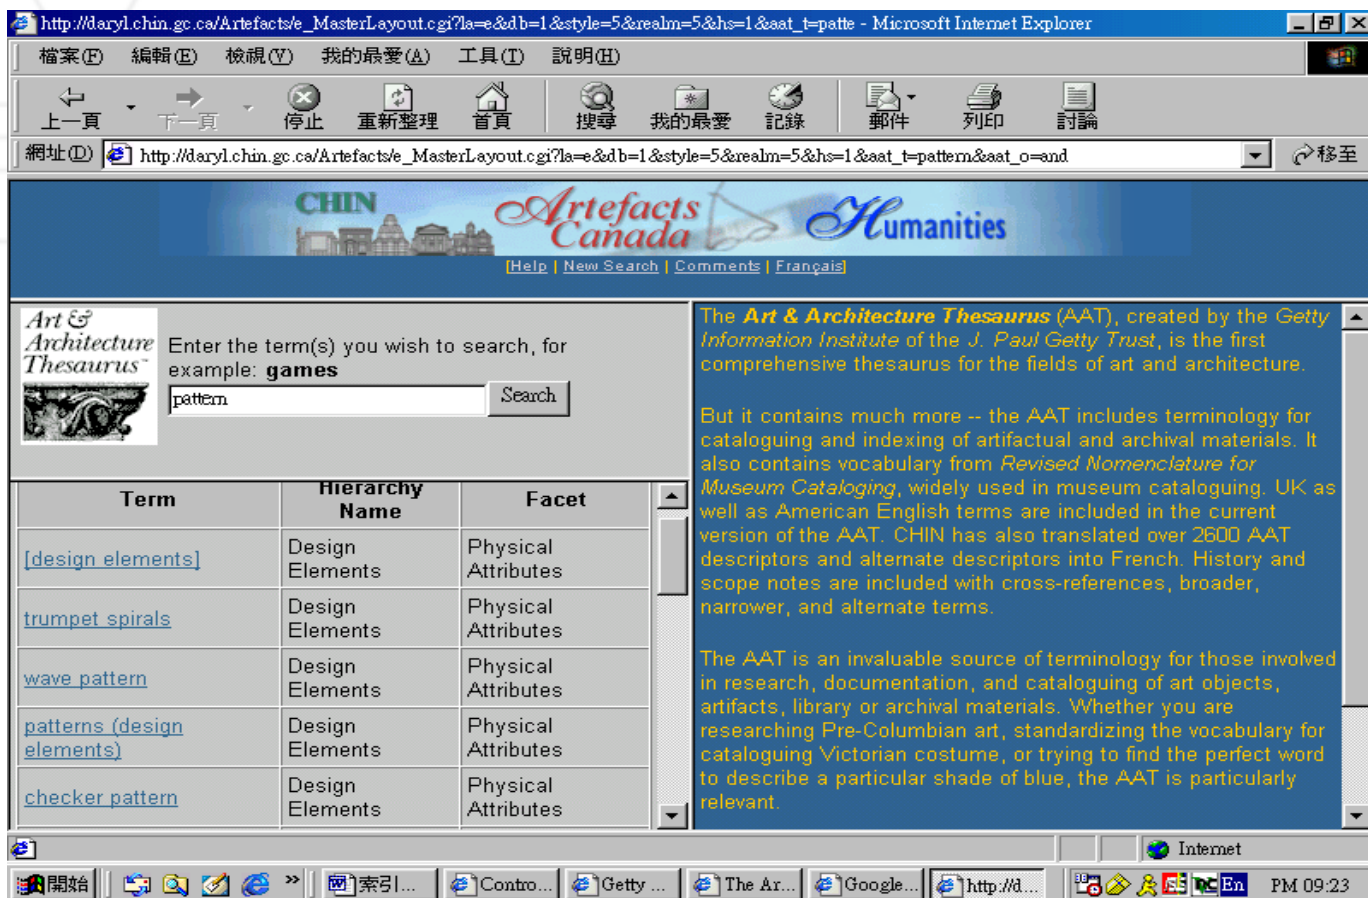 http://daryl.chin.gc.ca/Artefacts/e_MasterLayout.cgi?la=e&db=1&style=5&realm=5&hs=1&aat_t=patte - Microsoft Internet Explorer
檔案(F) 編輯(E) 檢視(V) 我的最愛(A) 工具(T) 說明(H)
上一頁 下一頁 停止 重新整理 首頁 搜尋 我的最愛 記錄 郵件 列印 討論
網址(D) http://daryl.chin.gc.ca/Artefacts/e_MasterLayout.cgi?la=e&db=1&style=5&realm=5&hs=1&aat_t=pattern&aat_o=and 移至
CHIN Artefacts Canada Humanities
[Help | New Search | Comments | Français]
Art &
Architecture
Thesaurus™
Enter the term(s) you wish to search, for
example: games
pattern Search
Term Hierarchy Name Facet
[design elements] Design Elements Physical Attributes
trumpet spirals Design Elements Physical Attributes
wave pattern Design Elements Physical Attributes
patterns (design elements) Design Elements Physical Attributes
checker pattern Design Elements Physical Attributes
The Art & Architecture Thesaurus (AAT), created by the Getty
Information Institute of the J. Paul Getty Trust, is the first
comprehensive thesaurus for the fields of art and architecture.
But it contains much more -- the AAT includes terminology for
cataloguing and indexing of artifactual and archival materials. It
also contains vocabulary from Revised Nomenclature for
Museum Cataloging, widely used in museum cataloguing. UK as
well as American English terms are included in the current
version of the AAT. CHIN has also translated over 2600 AAT
descriptors and alternate descriptors into French. History and
scope notes are included with cross-references, broader,
narrower, and alternate terms.
The AAT is an invaluable source of terminology for those involved
in research, documentation, and cataloguing of art objects,
artifacts, library or archival materials. Whether you are
researching Pre-Columbian art, standardizing the vocabulary for
cataloguing Victorian costume, or trying to find the perfect word
to describe a particular shade of blue, the AAT is particularly
relevant.
Internet
開始 » 索引... Contro... Getty ... The Ar... Google... http://d... En PM 09:23